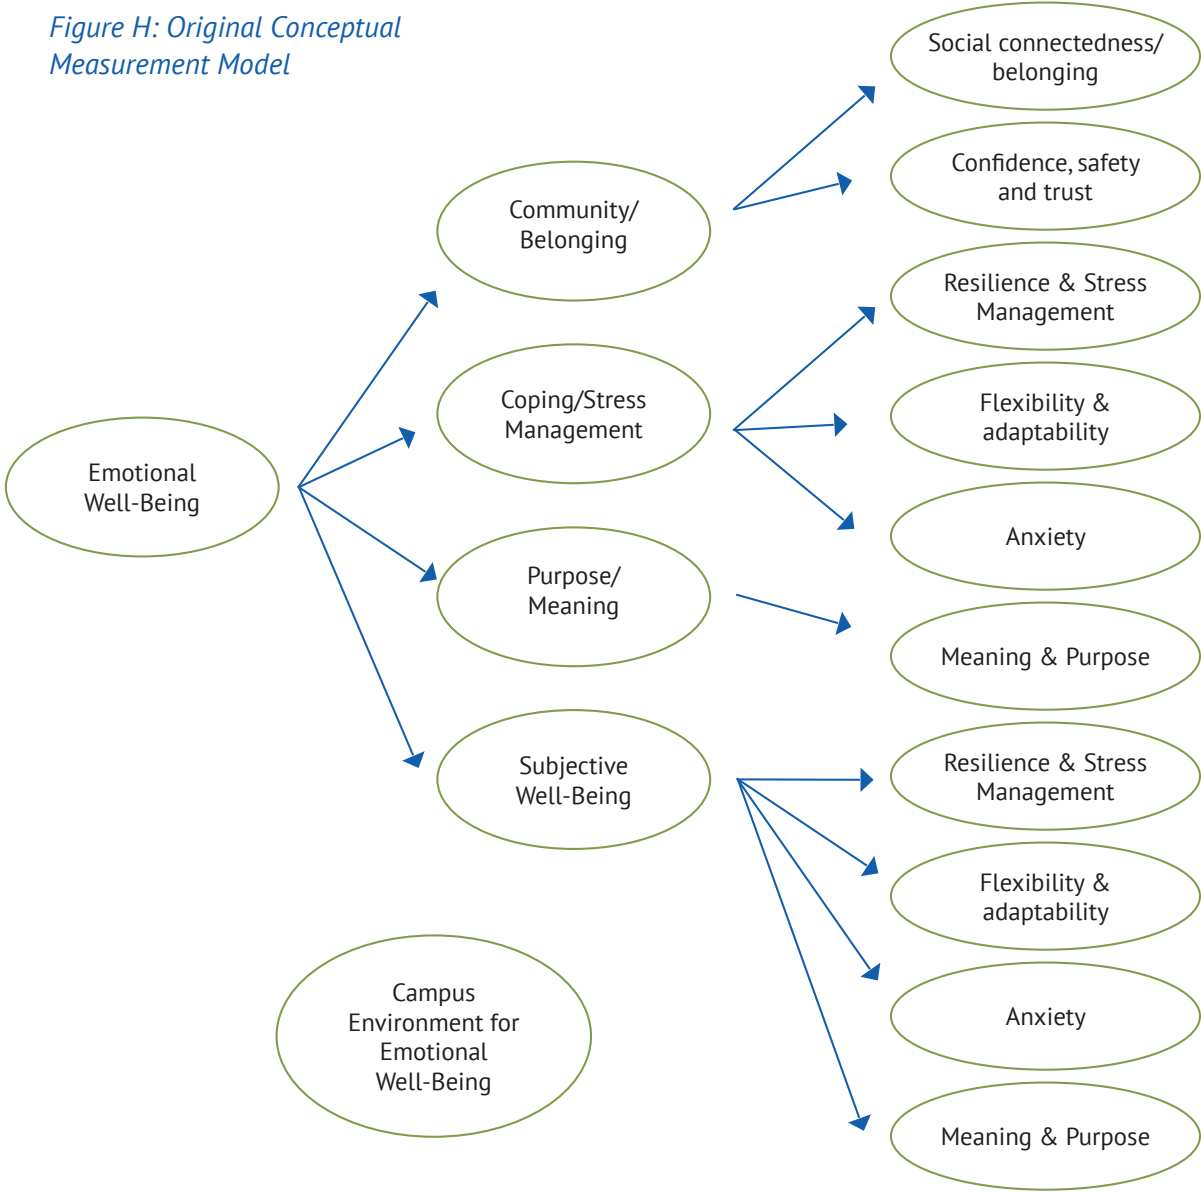 Figure H: Original Conceptual
Measurement Model
Emotional
Well-Being
Community/
Belonging
Coping/Stress
Management
Purpose/
Meaning
Subjective
Well-Being
Campus
Environment for
Emotional
Well-Being
Social connectedness/
belonging
Confidence, safety
and trust
Resilience & Stress
Management
Flexibility &
adaptability
Anxiety
Meaning & Purpose
Resilience & Stress
Management
Flexibility &
adaptability
Anxiety
Meaning & Purpose